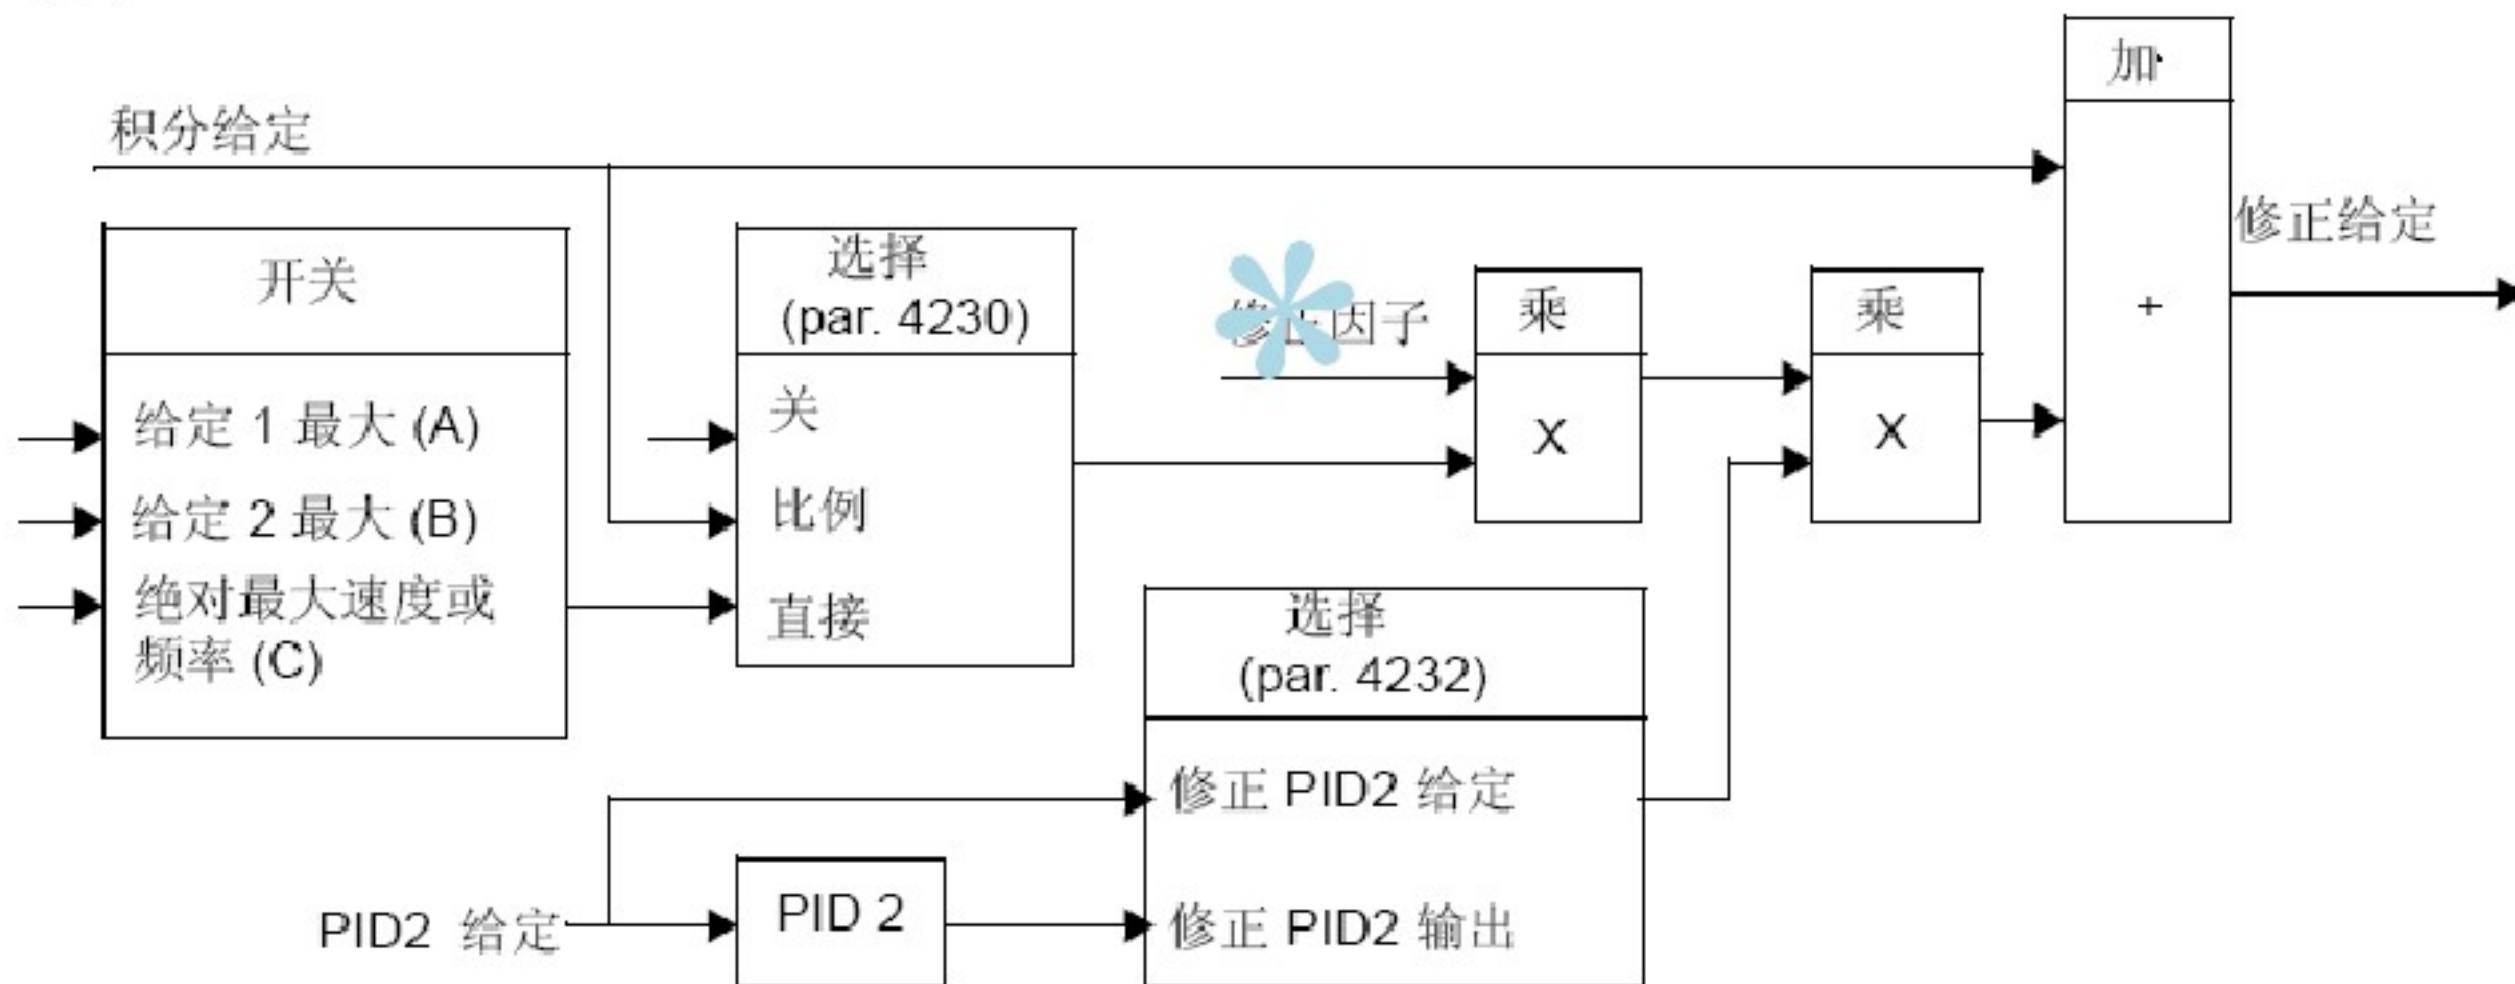 加
积分给定
修正给定
开关
选择
(par. 4230)
修正因子
乘
乘
+
给定 1 最大 (A)
关
X
X
给定 2 最大 (B)
比例
绝对最大速度或
频率 (C)
直接
选择
(par. 4232)
修正 PID2 给定
PID2 给定
PID 2
修正 PID2 输出